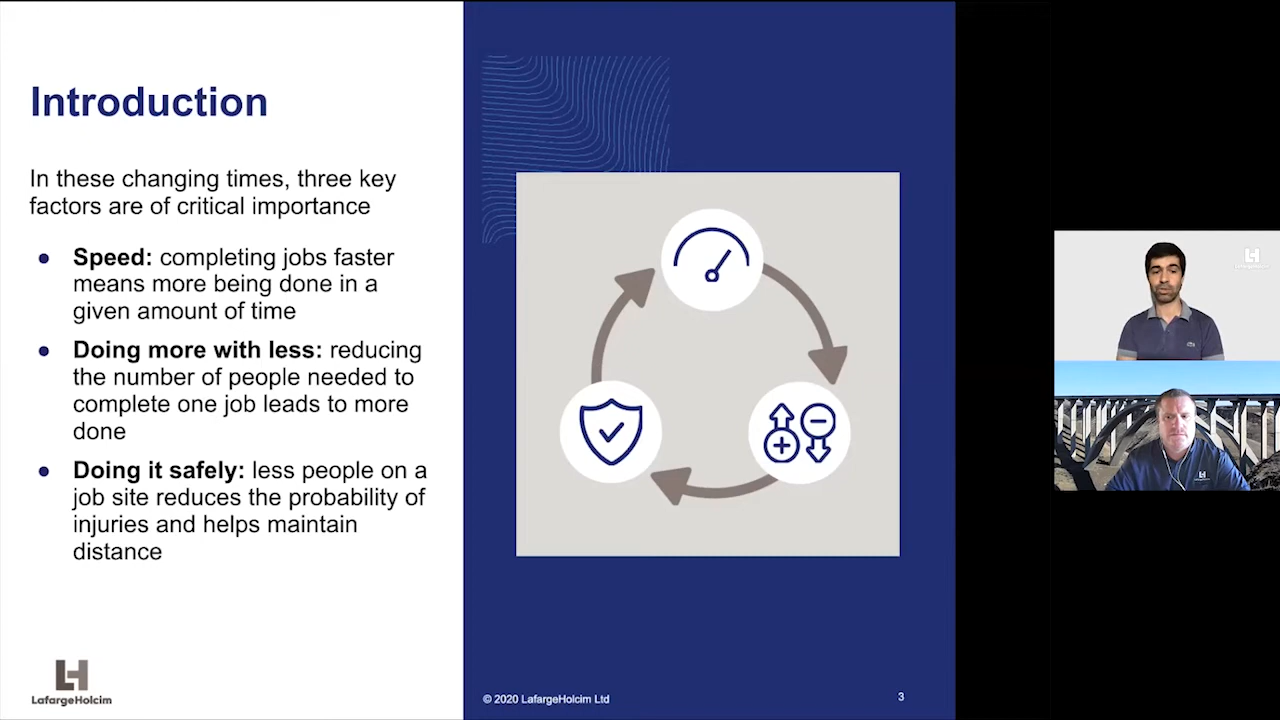 Introduction
In these changing times, three key
factors are of critical importance
● Speed: completing jobs faster
means more being done in a
given amount of time
● Doing more with less: reducing
the number of people needed to
complete one job leads to more
done
● Doing it safely: less people on a
job site reduces the probability of
injuries and helps maintain
distance
LafargeHolcim
© 2020 LafargeHolcim Ltd
3